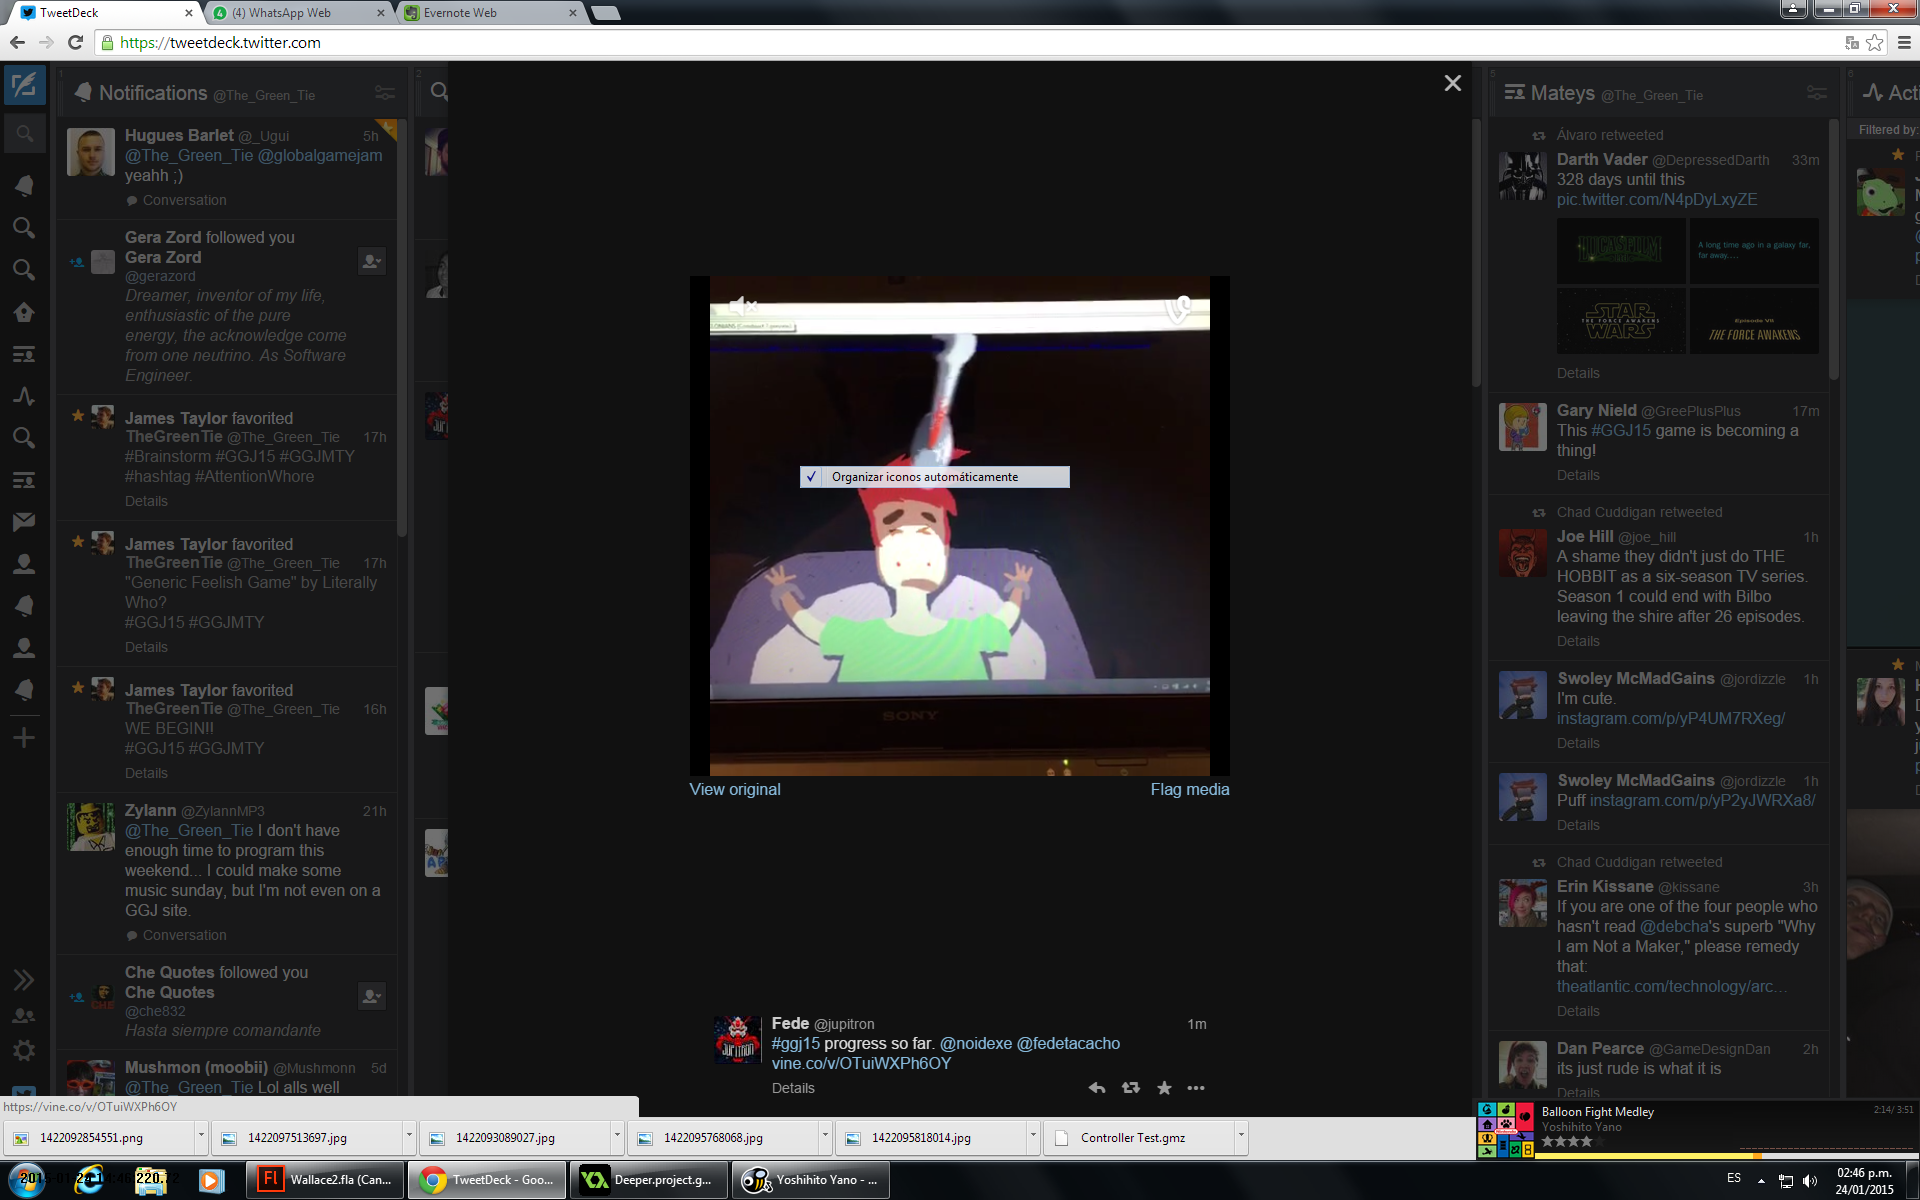 TweetDeck
(4) WhatsApp Web
Evernote Web
https://tweetdeck.twitter.com
1
Notifications @The_Green_Tie
Hugues Barlet @_Ugui 5h
@The_Green_Tie @globalgamejam
yeahh ;)
Conversation
Gera Zord followed you
Gera Zord
@gerazord
Dreamer, inventor of my life,
enthusiastic of the pure
energy, the acknowledge come
from one neutrino. As Software
Engineer.
James Taylor favorited
TheGreenTie @The_Green_Tie 17h
#Brainstorm #GGJ15 #GGJMTY
#hashtag #AttentionWhore
Details
James Taylor favorited
TheGreenTie @The_Green_Tie 17h
"Generic Feelish Game" by Literally
Who?
#GGJ15 #GGJMTY
Details
James Taylor favorited
TheGreenTie @The_Green_Tie 16h
WE BEGIN!!
#GGJ15 #GGJMTY
Details
Zylann @ZylannMP3 21h
@The_Green_Tie I don't have
enough time to program this
weekend... I could make some
music sunday, but I'm not even on a
GGJ site.
Conversation
Che Quotes followed you
Che Quotes
@che832
Hasta siempre comandante
Mushmon (moobii) @Mushmonn 5d
@The_Green_Tie Lol alls well
2
Organizar iconos automáticamente
SONY
View original
Flag media
Fede @jupitron 1m
#ggj15 progress so far. @noidexe @fedetacacho
vine.co/v/OTuiWXPh6OY
Details
5
Mateys @The_Green_Tie
Álvaro retweeted
Darth Vader @DepressedDarth 33m
328 days until this
pic.twitter.com/N4pDyLxyZE
LUCASFILM
A long time ago in a galaxy far,
far away....
STAR
THE FORCE AWAKENS
WARS
Episode VII
THE FORCE AWAKENS
Details
Gary Nield @GreePlusPlus 17m
This #GGJ15 game is becoming a
thing!
Details
Chad Cuddigan retweeted
Joe Hill @joe_hill 1h
A shame they didn't just do THE
HOBBIT as a six-season TV series.
Season 1 could end with Bilbo
leaving the shire after 26 episodes.
Details
Swoley McMadGains @jordizzle 1h
I'm cute.
instagram.com/p/yP4UM7RXeg/
Details
Swoley McMadGains @jordizzle 1h
Puff instagram.com/p/yP2yJWRXa8/
Details
Chad Cuddigan retweeted
Erin Kissane @kissane 3h
If you are one of the four people who
hasn't read @debcha's superb "Why
I am Not a Maker," please remedy
that:
theatlantic.com/technology/arc…
Details
Dan Pearce @GameDesignDan 2h
its just rude is what it is
Details
6
Acti
Filtered by:
https://vine.co/v/OTuiWXPh6OY
1422092854551.png
1422097513697.jpg
1422093089027.jpg
1422095768068.jpg
1422095818014.jpg
Controller Test.gmz
Balloon Fight Medley 2:14/ 3:51
Yoshihito Yano
Wallace2.fla (Can...
TweetDeck - Goo...
Deeper.project.g...
Yoshihito Yano - ...
ES
02:46 p.m.
24/01/2015